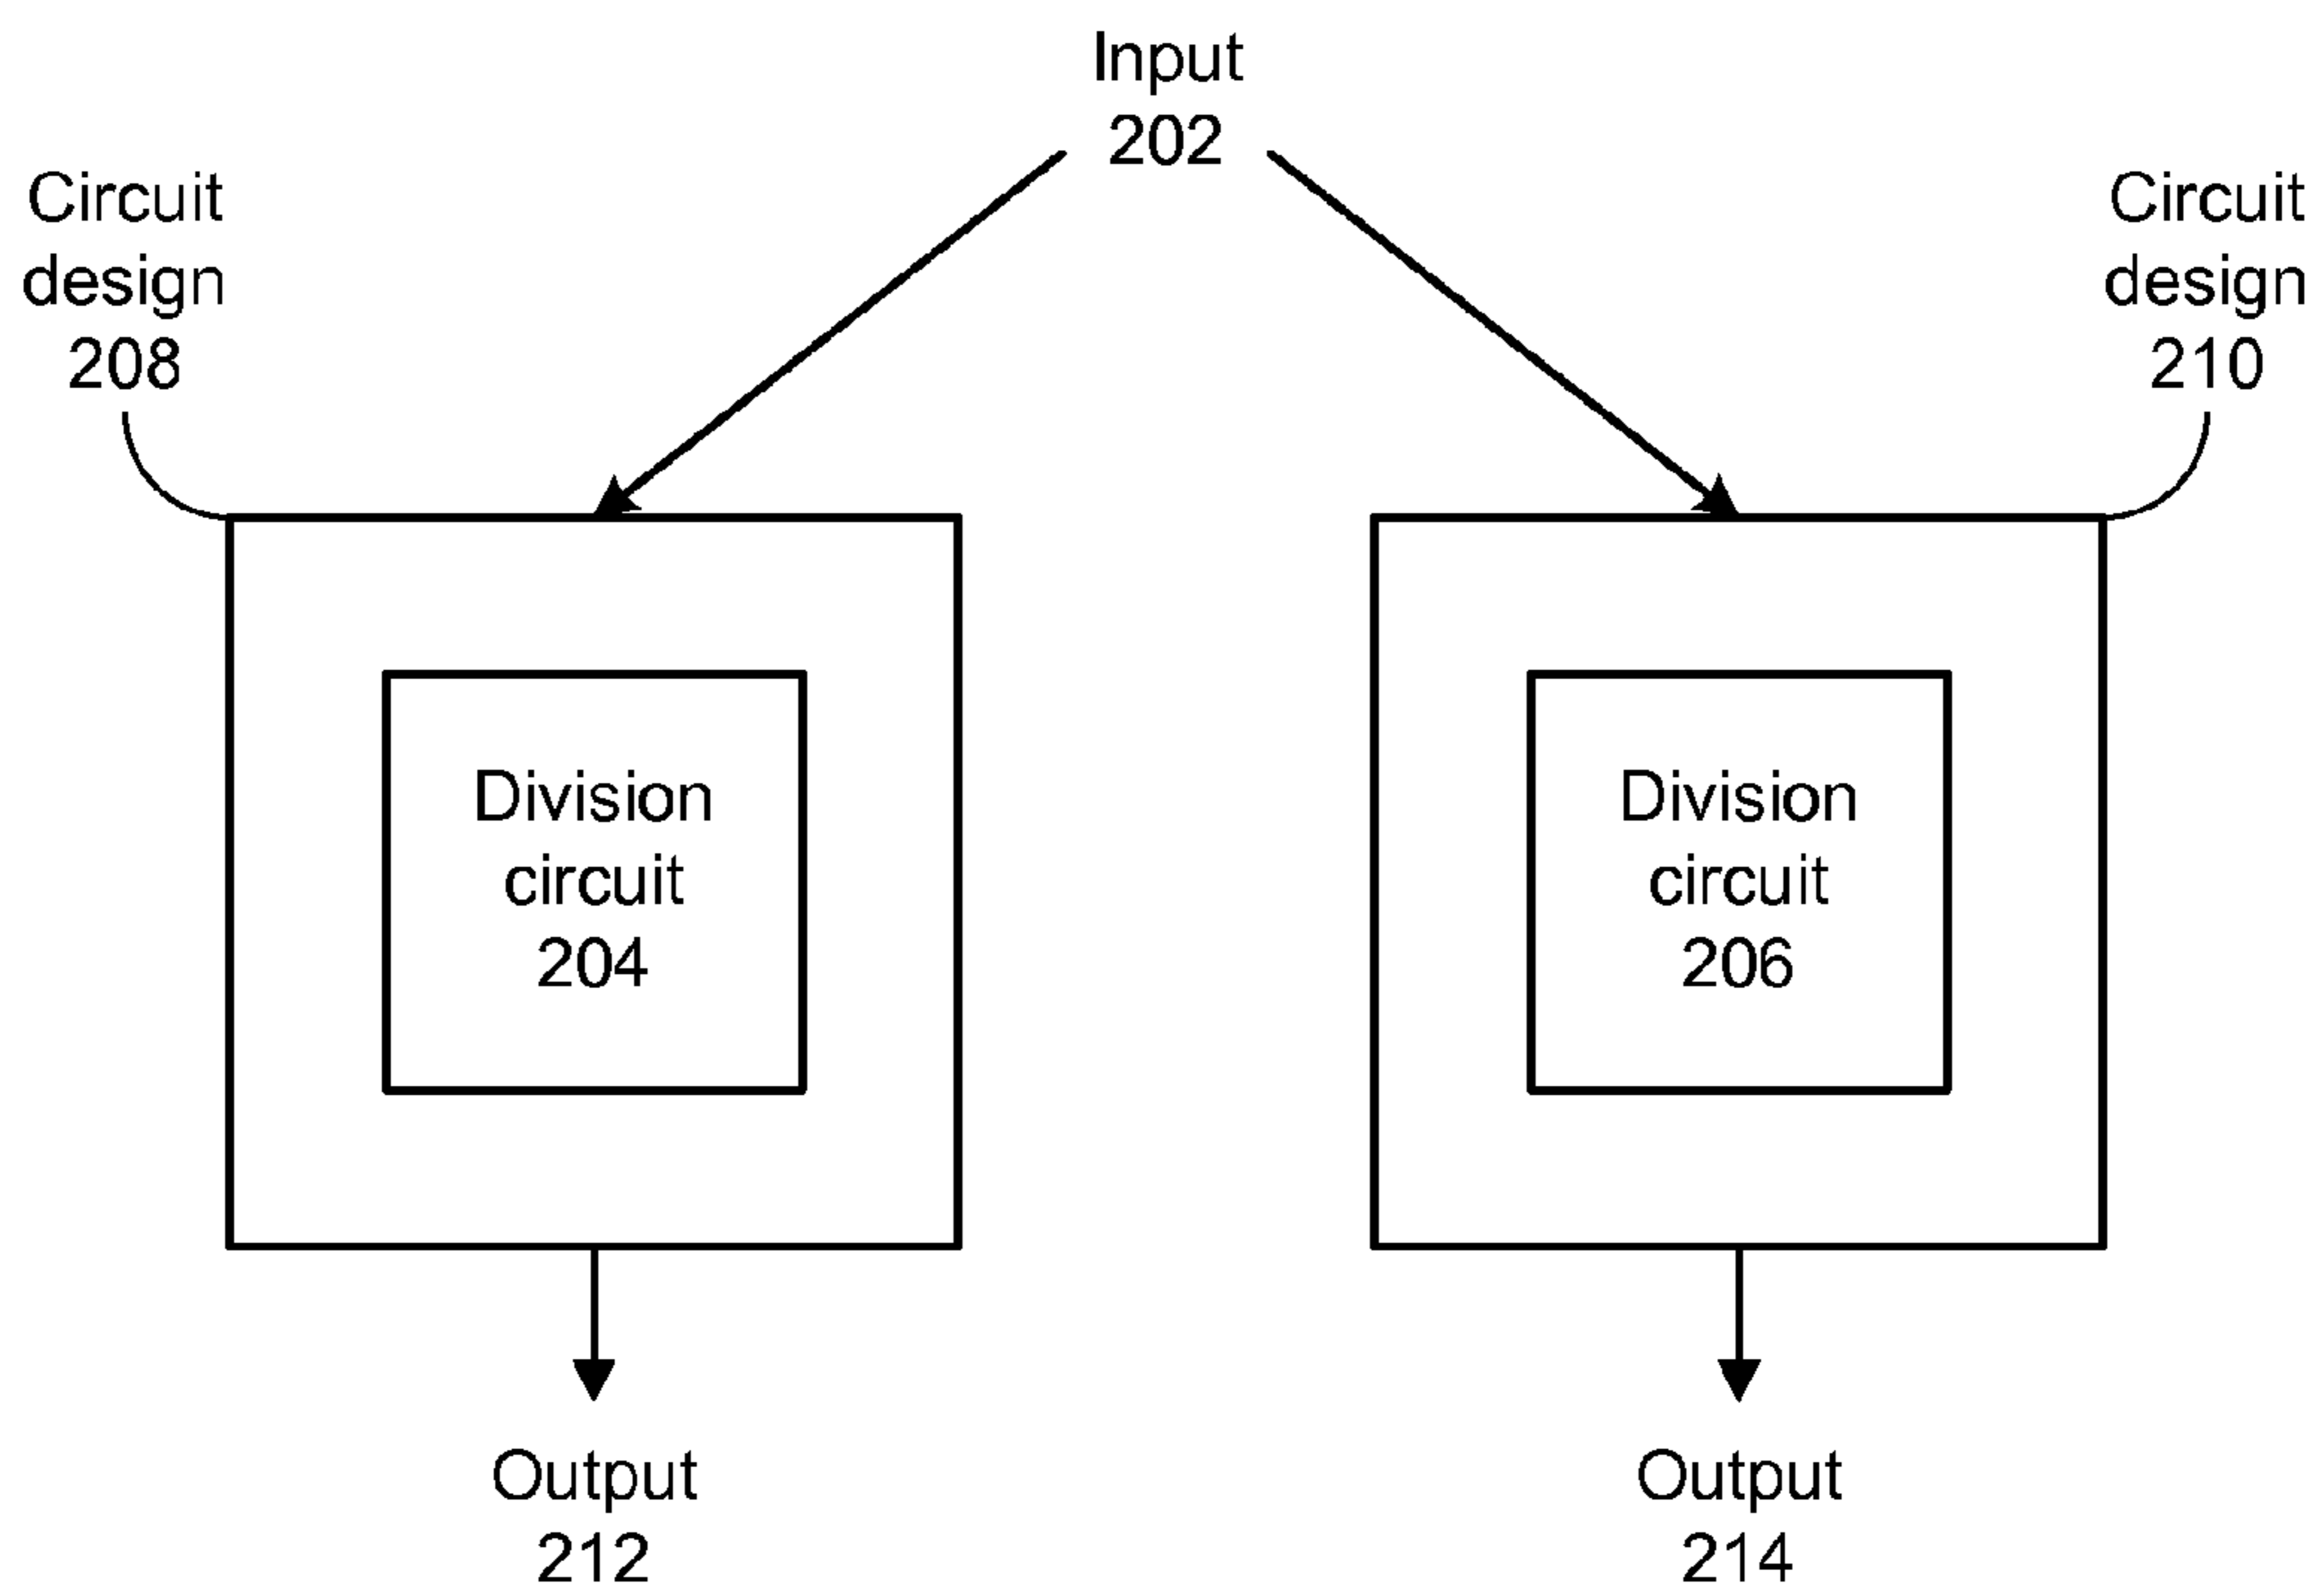 Input
202
Circuit
design
208
Circuit
design
210
Division
circuit
204
Division
circuit
206
Output
212
Output
214